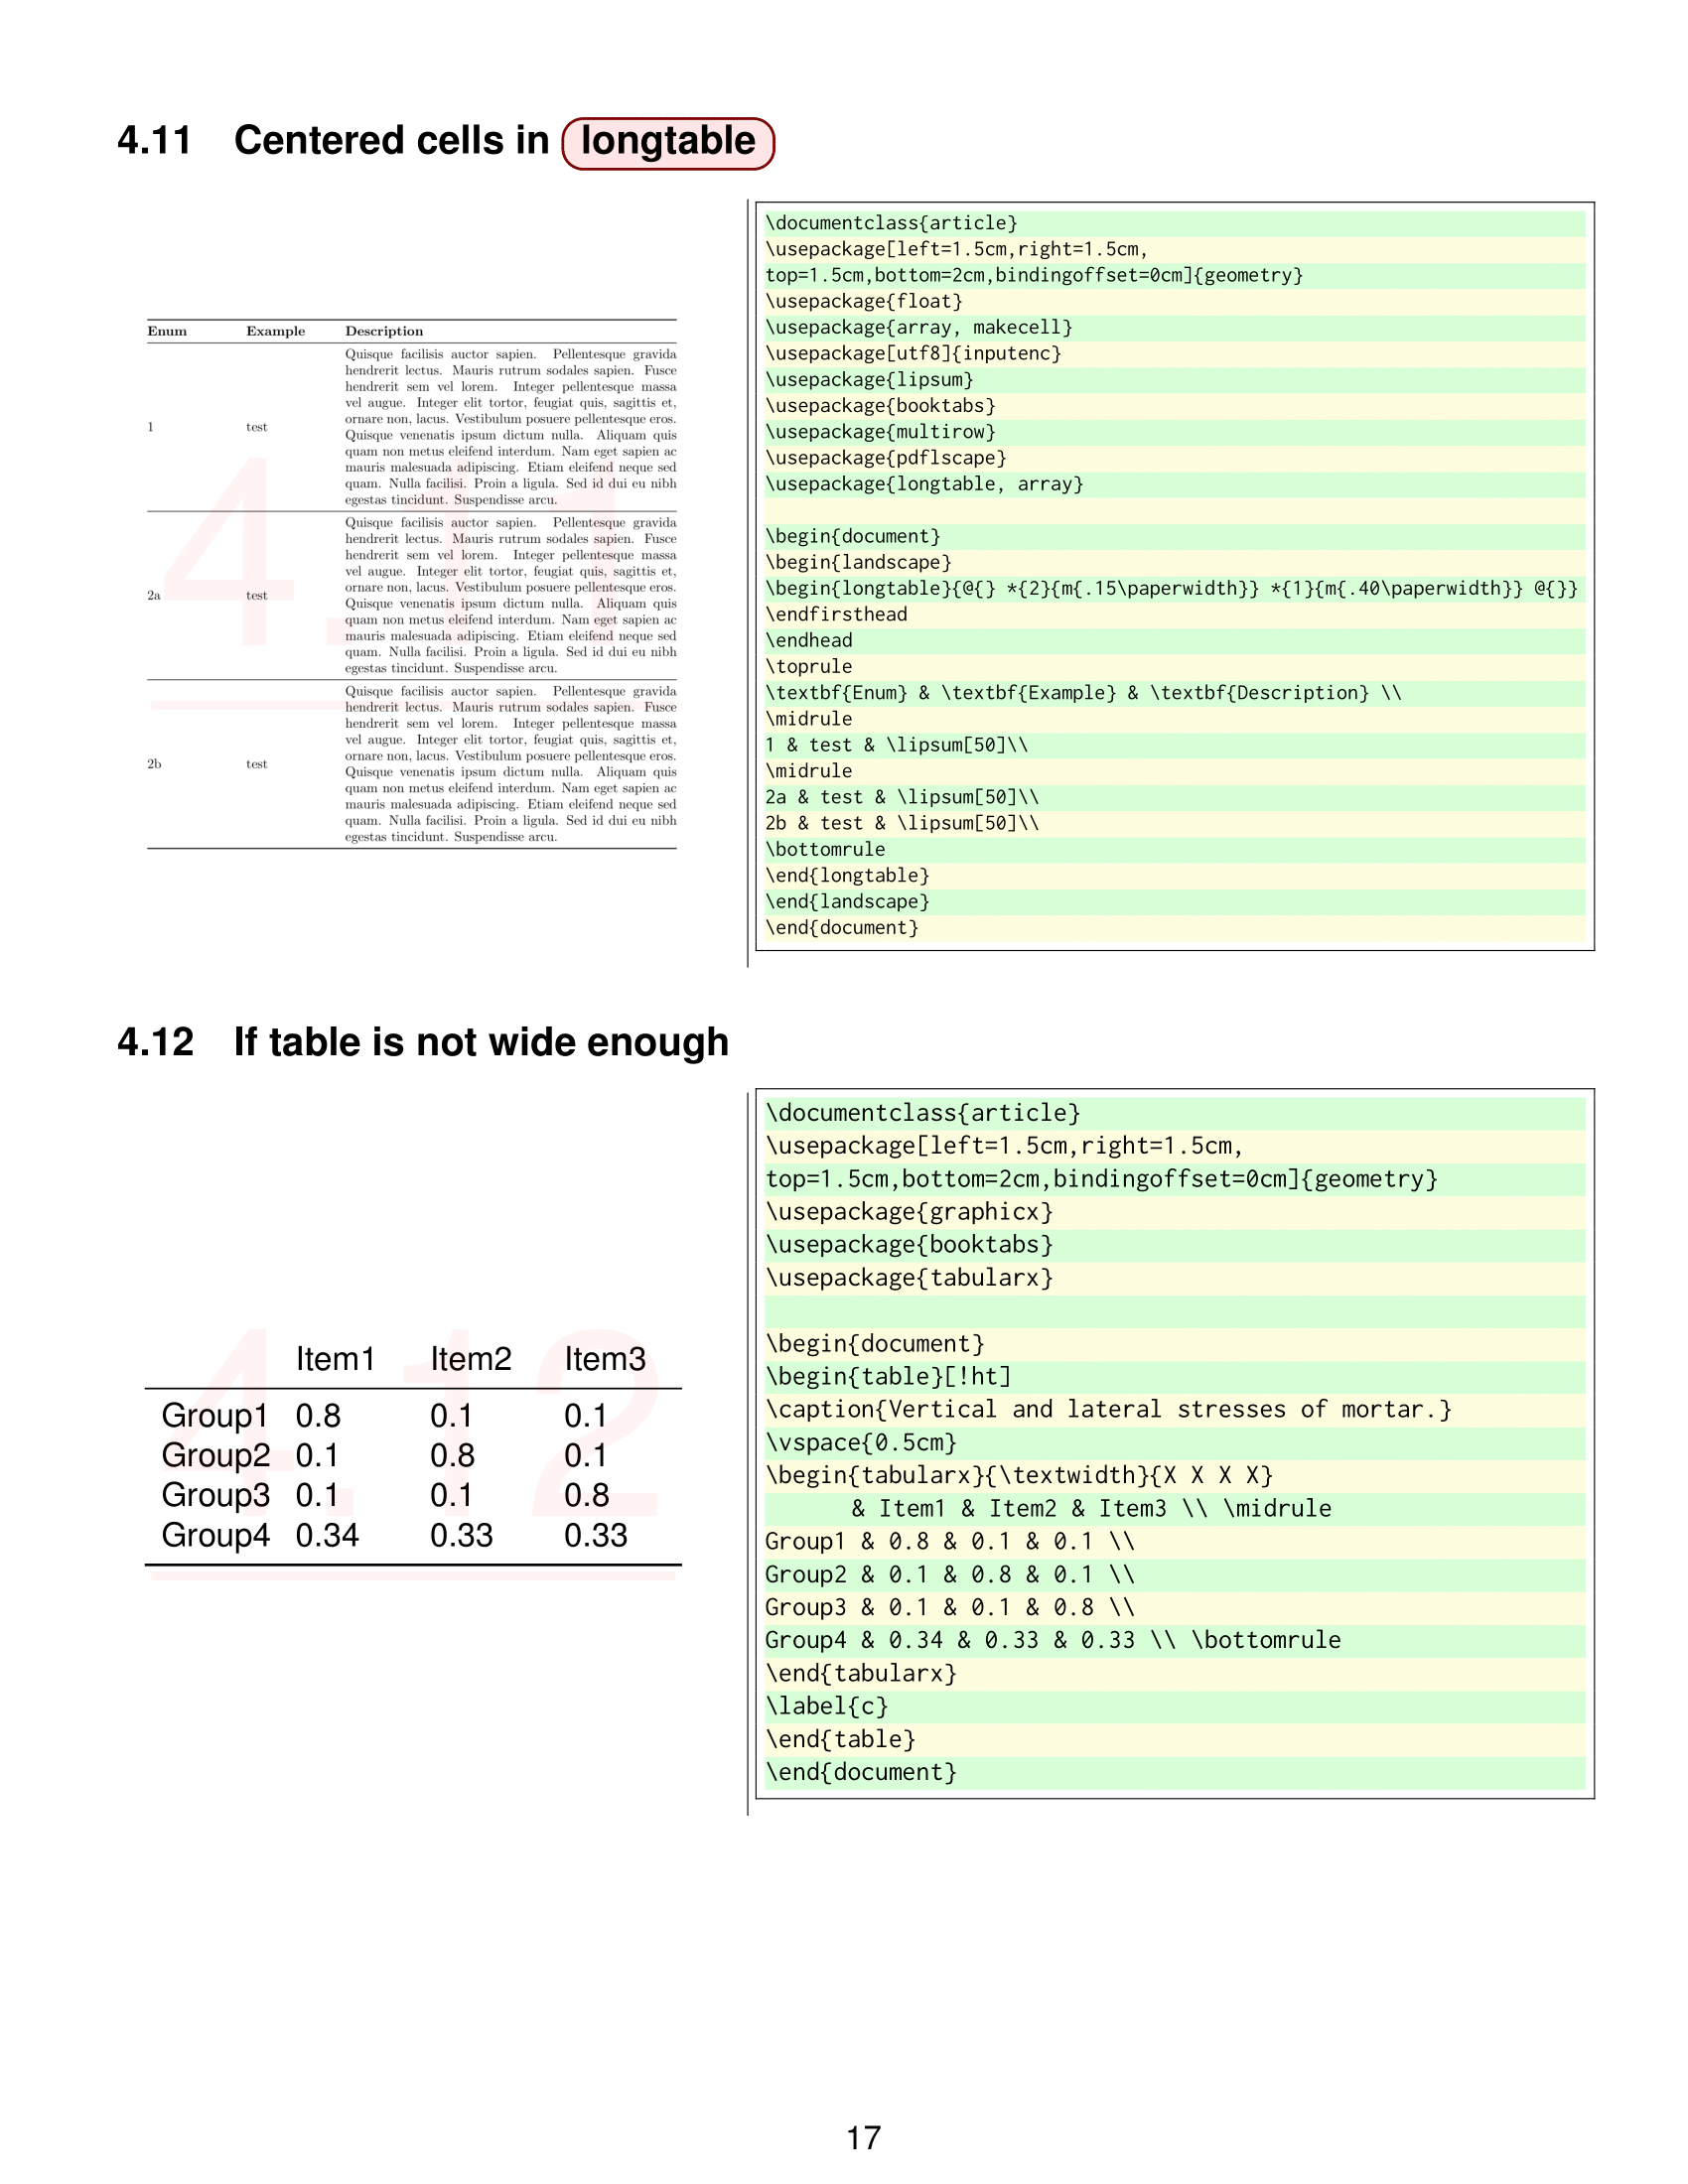 4.11 Centered cells in longtable
Enum Example Description
1 test Quisque facilisis auctor sapien. Pellentesque gravida
hendrerit lectus. Mauris rutrum sodales sapien. Fusce
hendrerit sem vel lorem. Integer pellentesque massa
vel augue. Integer elit tortor, feugiat quis, sagittis et,
ornare non, lacus. Vestibulum posuere pellentesque eros.
Quisque venenatis ipsum dictum nulla. Aliquam quis
quam non metus eleifend interdum. Nam eget sapien ac
mauris malesuada adipiscing. Etiam eleifend neque sed
quam. Nulla facilisi. Proin a ligula. Sed id dui eu nibh
egestas tincidunt. Suspendisse arcu.
2a test Quisque facilisis auctor sapien. Pellentesque gravida
hendrerit lectus. Mauris rutrum sodales sapien. Fusce
hendrerit sem vel lorem. Integer pellentesque massa
vel augue. Integer elit tortor, feugiat quis, sagittis et,
ornare non, lacus. Vestibulum posuere pellentesque eros.
Quisque venenatis ipsum dictum nulla. Aliquam quis
quam non metus eleifend interdum. Nam eget sapien ac
mauris malesuada adipiscing. Etiam eleifend neque sed
quam. Nulla facilisi. Proin a ligula. Sed id dui eu nibh
egestas tincidunt. Suspendisse arcu.
2b test Quisque facilisis auctor sapien. Pellentesque gravida
hendrerit lectus. Mauris rutrum sodales sapien. Fusce
hendrerit sem vel lorem. Integer pellentesque massa
vel augue. Integer elit tortor, feugiat quis, sagittis et,
ornare non, lacus. Vestibulum posuere pellentesque eros.
Quisque venenatis ipsum dictum nulla. Aliquam quis
quam non metus eleifend interdum. Nam eget sapien ac
mauris malesuada adipiscing. Etiam eleifend neque sed
quam. Nulla facilisi. Proin a ligula. Sed id dui eu nibh
egestas tincidunt. Suspendisse arcu.
4.11
\documentclass{article}
\usepackage[left=1.5cm,right=1.5cm,
top=1.5cm,bottom=2cm,bindingoffset=0cm]{geometry}
\usepackage{float}
\usepackage{array, makecell}
\usepackage[utf8]{inputenc}
\usepackage{lipsum}
\usepackage{booktabs}
\usepackage{multirow}
\usepackage{pdflscape}
\usepackage{longtable, array}
\begin{document}
\begin{landscape}
\begin{longtable}{@{} *{2}{m{.15\paperwidth}} *{1}{m{.40\paperwidth}} @{}}
\endfirsthead
\endhead
\toprule
\textbf{Enum} & \textbf{Example} & \textbf{Description} \\
\midrule
1 & test & \lipsum[50]\\
\midrule
2a & test & \lipsum[50]\\
2b & test & \lipsum[50]\\
\bottomrule
\end{longtable}
\end{landscape}
\end{document}
4.12 If table is not wide enough
Item1 Item2 Item3
Group1 0.8 0.1 0.1
Group2 0.1 0.8 0.1
Group3 0.1 0.1 0.8
Group4 0.34 0.33 0.33
4.12
\documentclass{article}
\usepackage[left=1.5cm,right=1.5cm,
top=1.5cm,bottom=2cm,bindingoffset=0cm]{geometry}
\usepackage{graphicx}
\usepackage{booktabs}
\usepackage{tabularx}
\begin{document}
\begin{table}[!ht]
\caption{Vertical and lateral stresses of mortar.}
\vspace{0.5cm}
\begin{tabularx}{\textwidth}{X X X X}
& Item1 & Item2 & Item3 \\ \midrule
Group1 & 0.8 & 0.1 & 0.1 \\
Group2 & 0.1 & 0.8 & 0.1 \\
Group3 & 0.1 & 0.1 & 0.8 \\
Group4 & 0.34 & 0.33 & 0.33 \\ \bottomrule
\end{tabularx}
\label{c}
\end{table}
\end{document}
17